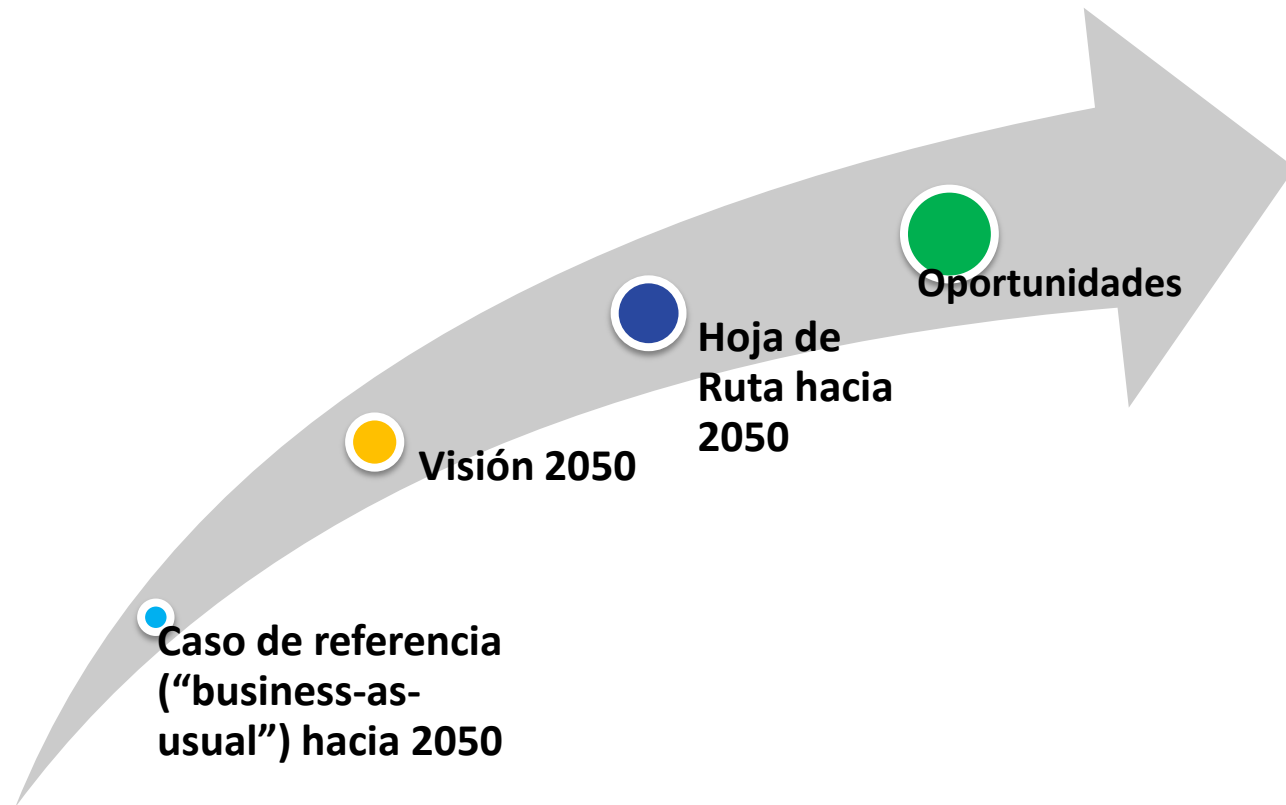 Oportunidades
Hoja de
Ruta hacia
2050
Visión 2050
Caso de referencia
(“business-as-
usual”) hacia 2050